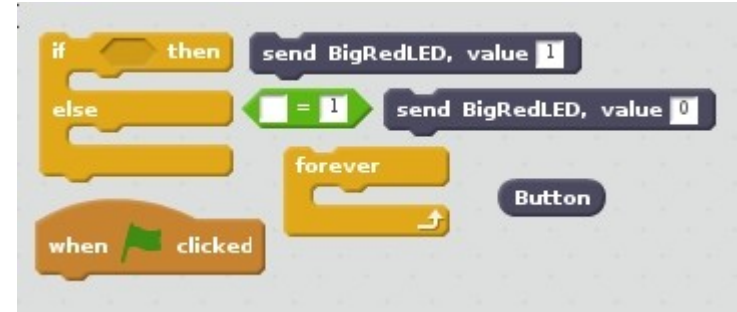 if then
send BigRedLED, value 1
else
= 1
send BigRedLED, value 0
forever
Button
when clicked